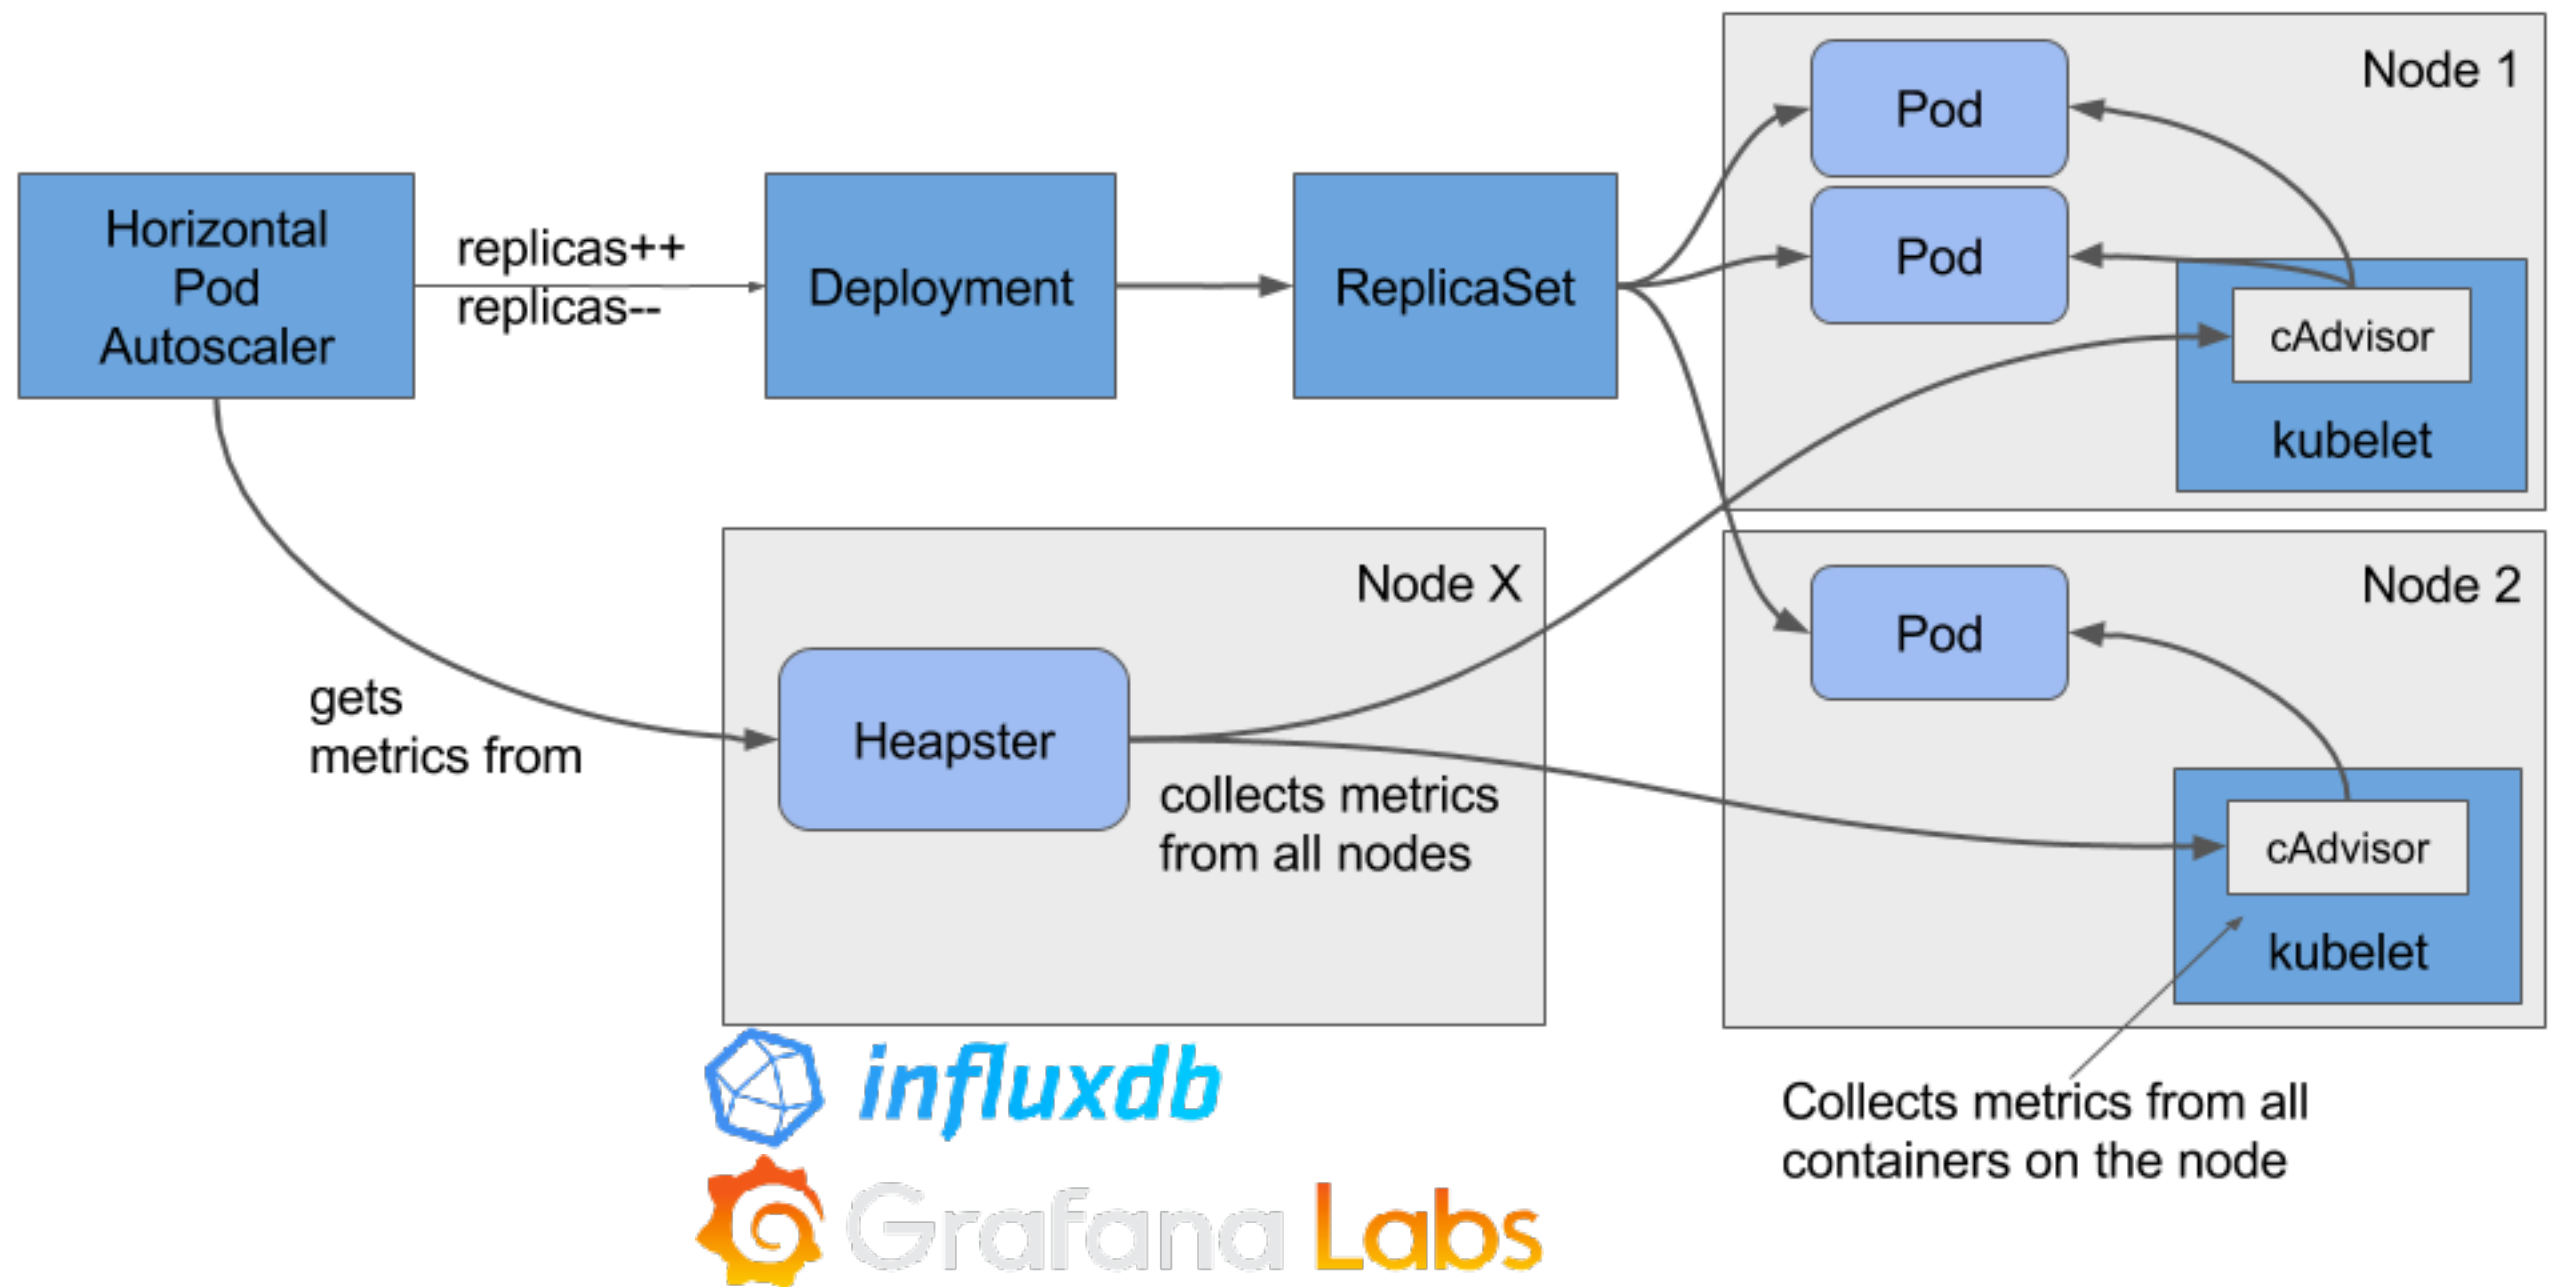 Horizontal
Pod
Autoscaler
replicas++
replicas--
Deployment
ReplicaSet
Node 1
Pod
Pod
cAdvisor
kubelet
gets
metrics from
Node X
Heapster
collects metrics
from all nodes
Node 2
Pod
cAdvisor
kubelet
Collects metrics from all
containers on the node
influxdb
Grafana Labs